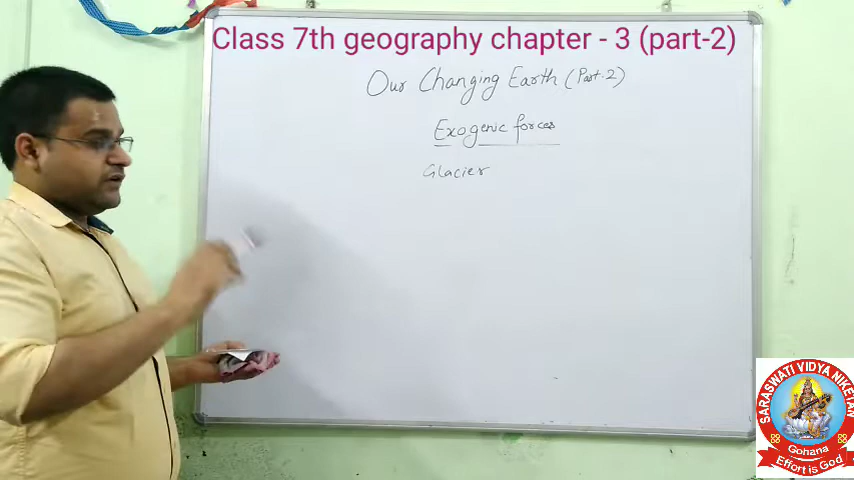 Class 7th geography chapter - 3 (part-2)
Our Changing Earth (Part-2)
Exogenic forces
Glacier
SARASWATI VIDYA NIKETAN
Gohana
Effort is God